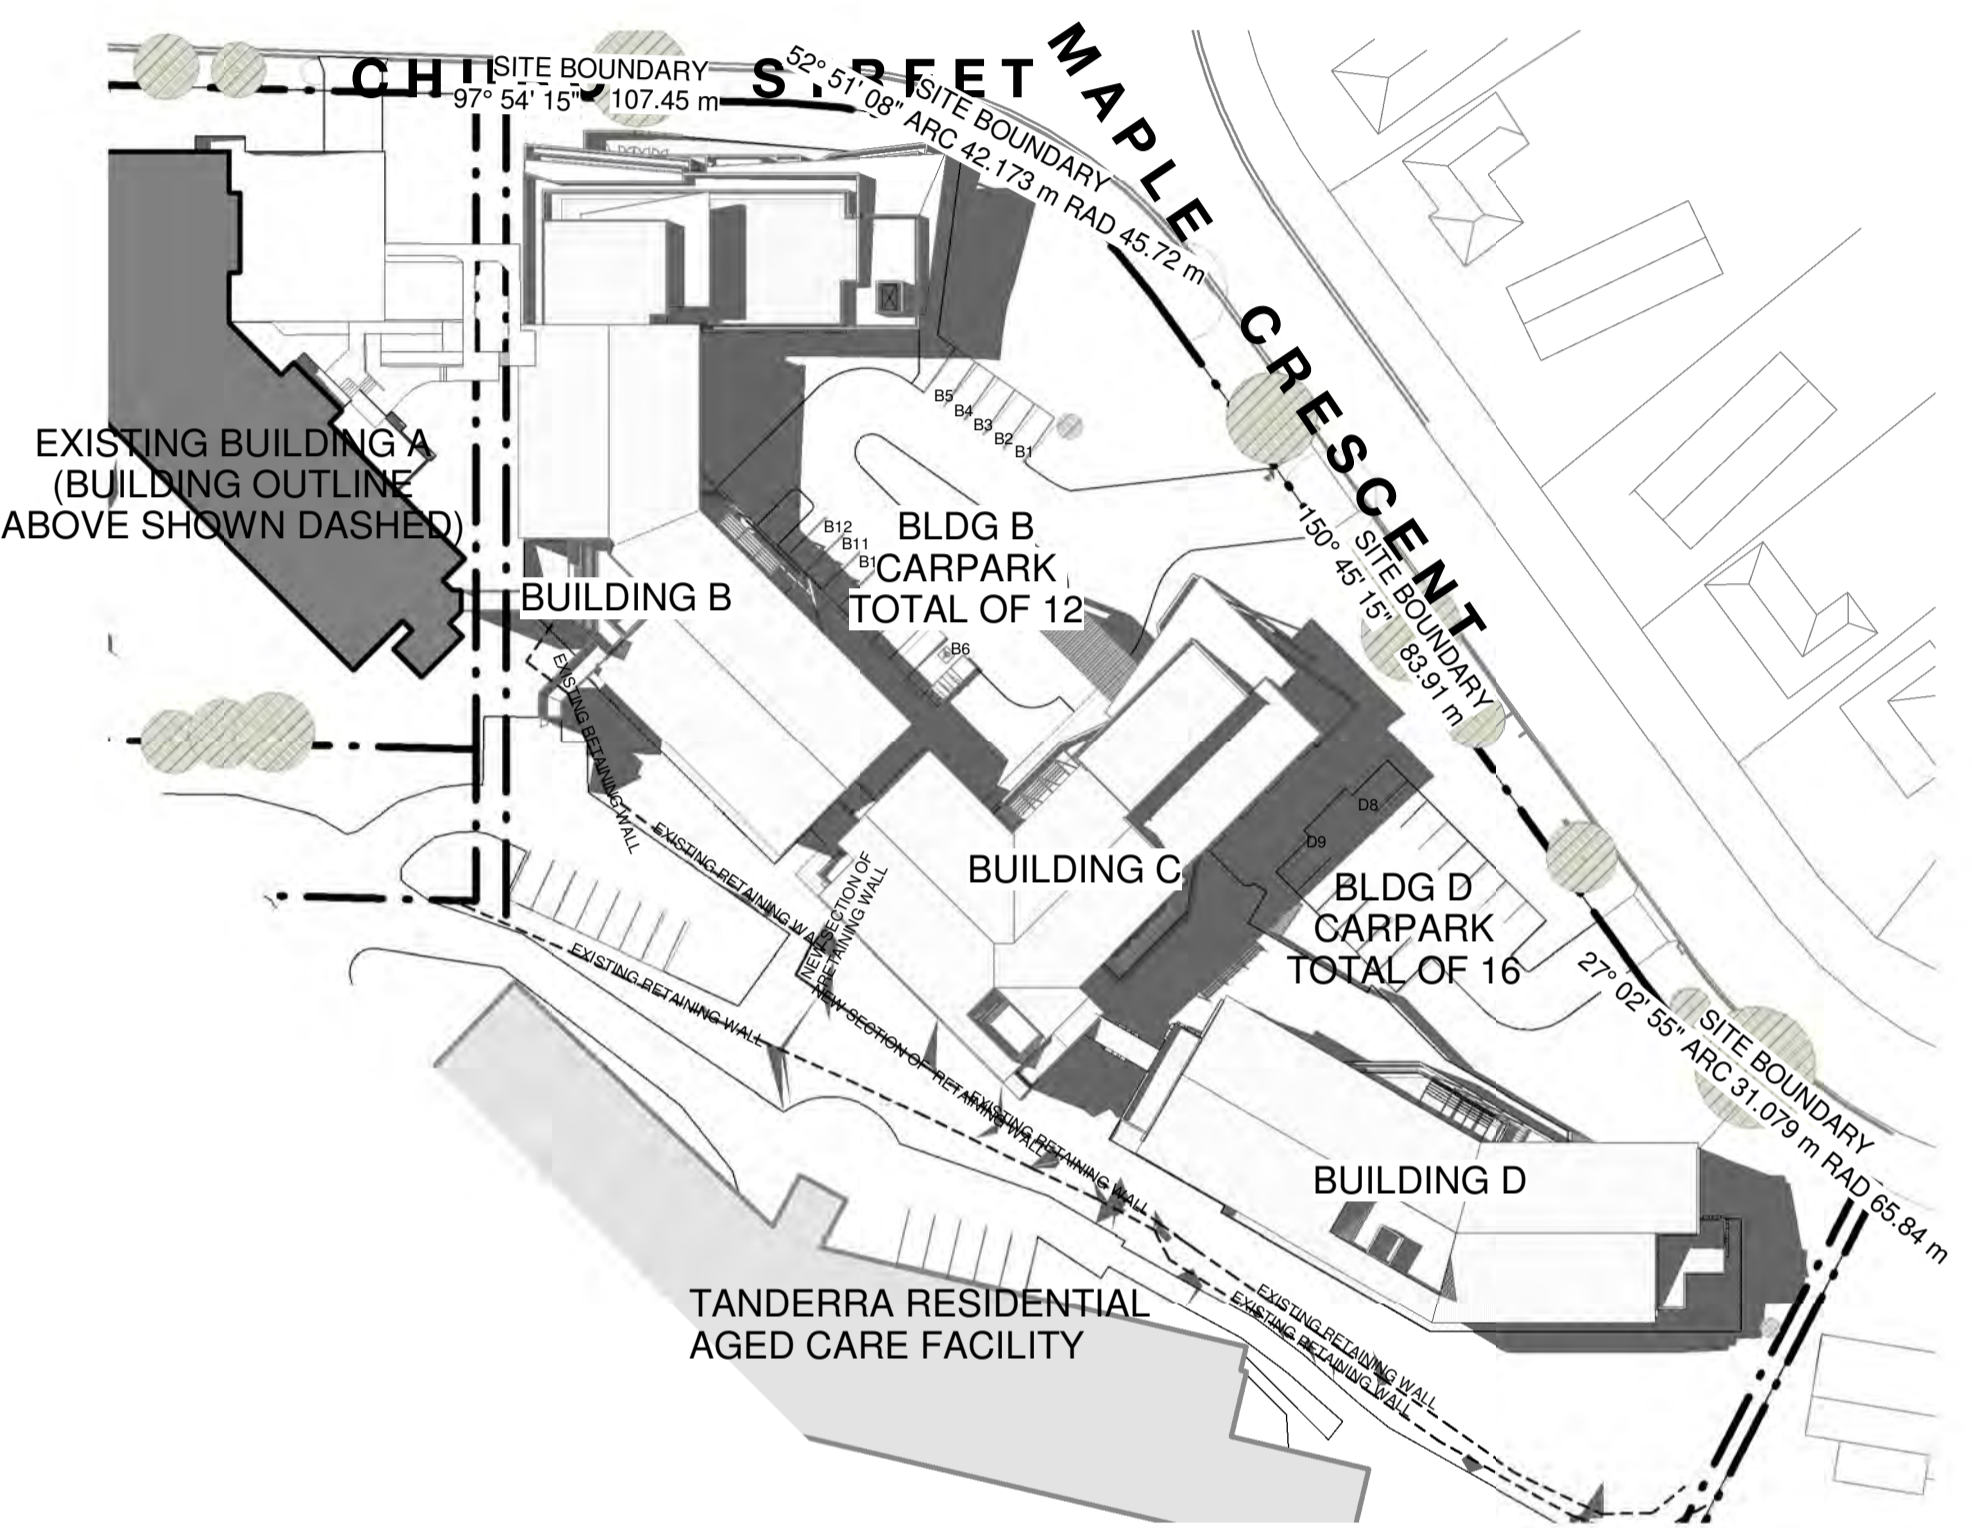 SITE BOUNDARY
97° 54' 15" 107.45 m
52° 51' 08" ARC 42.173 m RAD 45.72 m
SITE BOUNDARY
MAPLE CRESCENT
EXISTING BUILDING A
(BUILDING OUTLINE
ABOVE SHOWN DASHED)
B5
B4
B3
B2
B1
B12
B11
BLDG B
CARPARK
TOTAL OF 12
B6
BUILDING B
150° 45' 15"
83.91 m
SITE BOUNDARY
EXISTING RETAINING WALL
EXISTING RETAINING WALL
NEW SECTION OF
RETAINING WALL
EXISTING RETAINING WALL
NEW SECTION OF RETAINING WALL
EXISTING RETAINING WALL
BUILDING C
D8
D9
BLDG D
CARPARK
TOTAL OF 16
27° 02' 55" ARC 31.079 m RAD 65.84 m
SITE BOUNDARY
BUILDING D
TANDERRA RESIDENTIAL
AGED CARE FACILITY
EXISTING RETAINING WALL
EXISTING RETAINING WALL